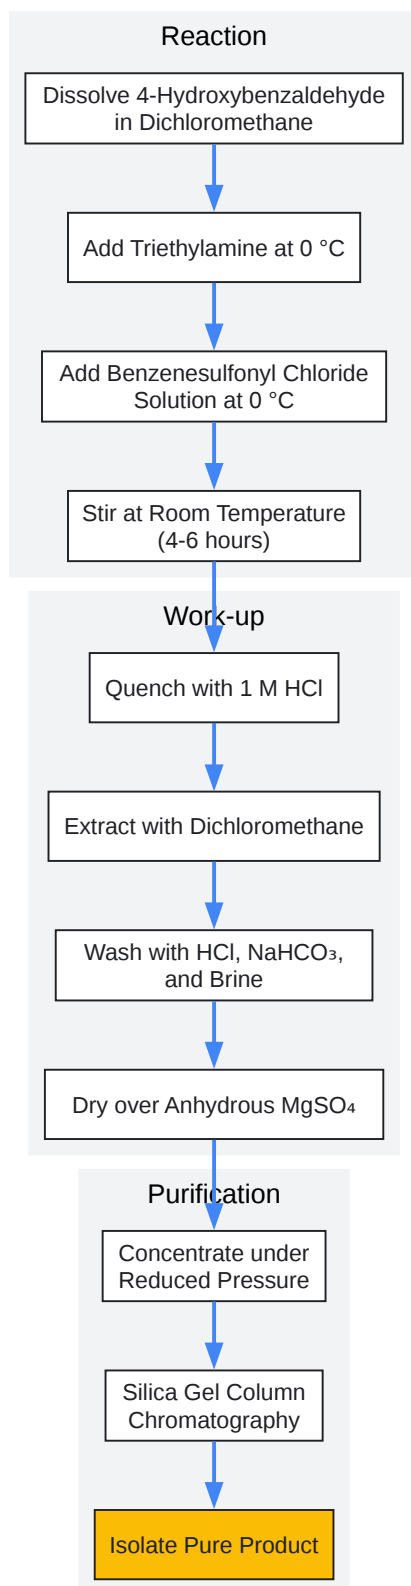 Reaction
Dissolve 4-Hydroxybenzaldehyde
in Dichloromethane
Add Triethylamine at 0 °C
Add Benzenesulfonyl Chloride
Solution at 0 °C
Stir at Room Temperature
(4-6 hours)
Work-up
Quench with 1 M HCl
Extract with Dichloromethane
Wash with HCl, NaHCO₃,
and Brine
Dry over Anhydrous MgSO₄
Purification
Concentrate under
Reduced Pressure
Silica Gel Column
Chromatography
Isolate Pure Product